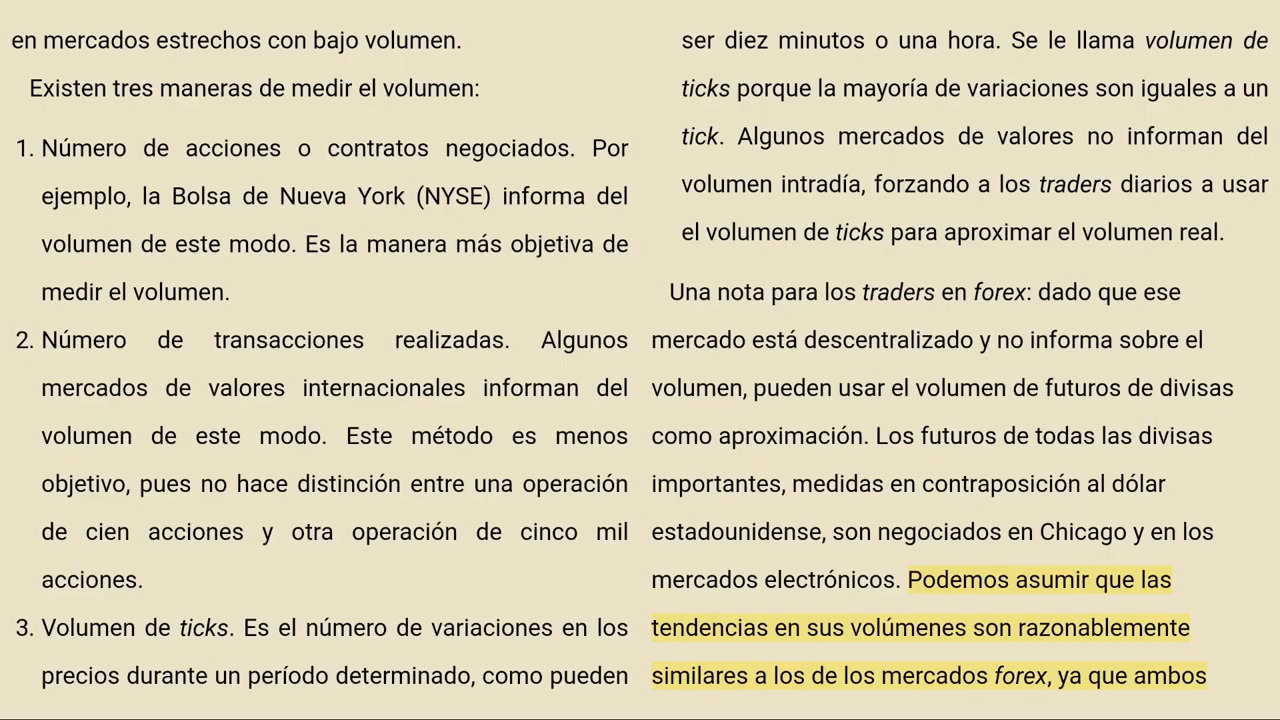 en mercados estrechos con bajo volumen.
Existen tres maneras de medir el volumen:
1. Número de acciones o contratos negociados. Por
ejemplo, la Bolsa de Nueva York (NYSE) informa del
volumen de este modo. Es la manera más objetiva de
medir el volumen.
2. Número de transacciones realizadas. Algunos
mercados de valores internacionales informan del
volumen de este modo. Este método es menos
objetivo, pues no hace distinción entre una operación
de cien acciones y otra operación de cinco mil
acciones.
3. Volumen de ticks. Es el número de variaciones en los
precios durante un período determinado, como pueden
ser diez minutos o una hora. Se le llama volumen de
ticks porque la mayoría de variaciones son iguales a un
tick. Algunos mercados de valores no informan del
volumen intradía, forzando a los traders diarios a usar
el volumen de ticks para aproximar el volumen real.
Una nota para los traders en forex: dado que ese
mercado está descentralizado y no informa sobre el
volumen, pueden usar el volumen de futuros de divisas
como aproximación. Los futuros de todas las divisas
importantes, medidas en contraposición al dólar
estadounidense, son negociados en Chicago y en los
mercados electrónicos. Podemos asumir que las
tendencias en sus volúmenes son razonablemente
similares a los de los mercados forex, ya que ambos